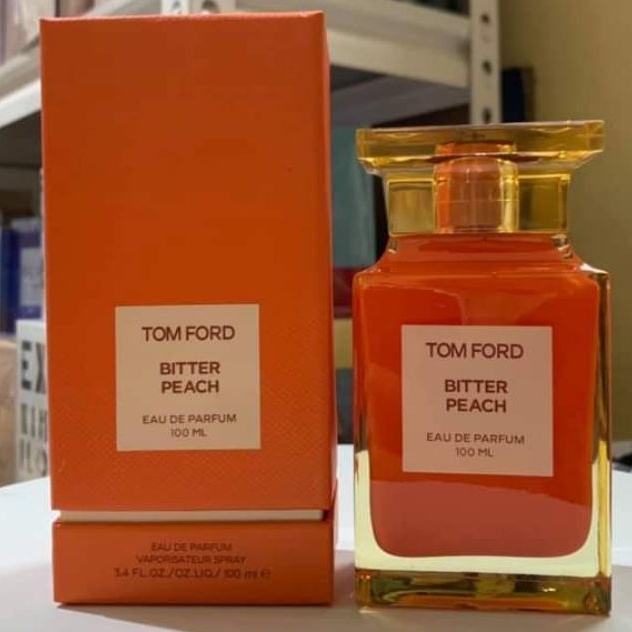 TOM FORD
BITTER
PEACH
EAU DE PARFUM
100 ML
EAU DE PARFUM
VAPORISATEUR SPRAY
3.4 FL.OZ./OZ.LIQ./ 100 ml e
TOM FORD
BITTER
PEACH
EAU DE PARFUM
100 ML
EX